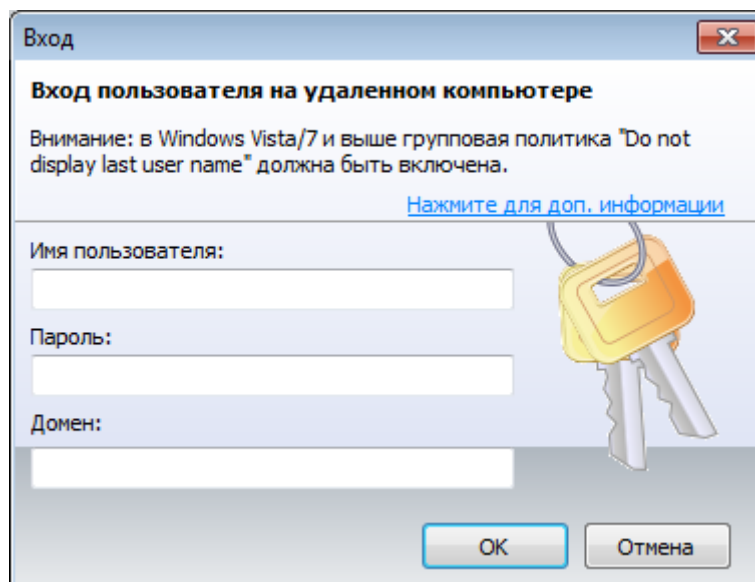 Вход
Вход пользователя на удаленном компьютере
Внимание: в Windows Vista/7 и выше групповая политика "Do not
display last user name" должна быть включена.
Нажмите для доп. информации
Имя пользователя:
Пароль:
Домен:
OK
Отмена